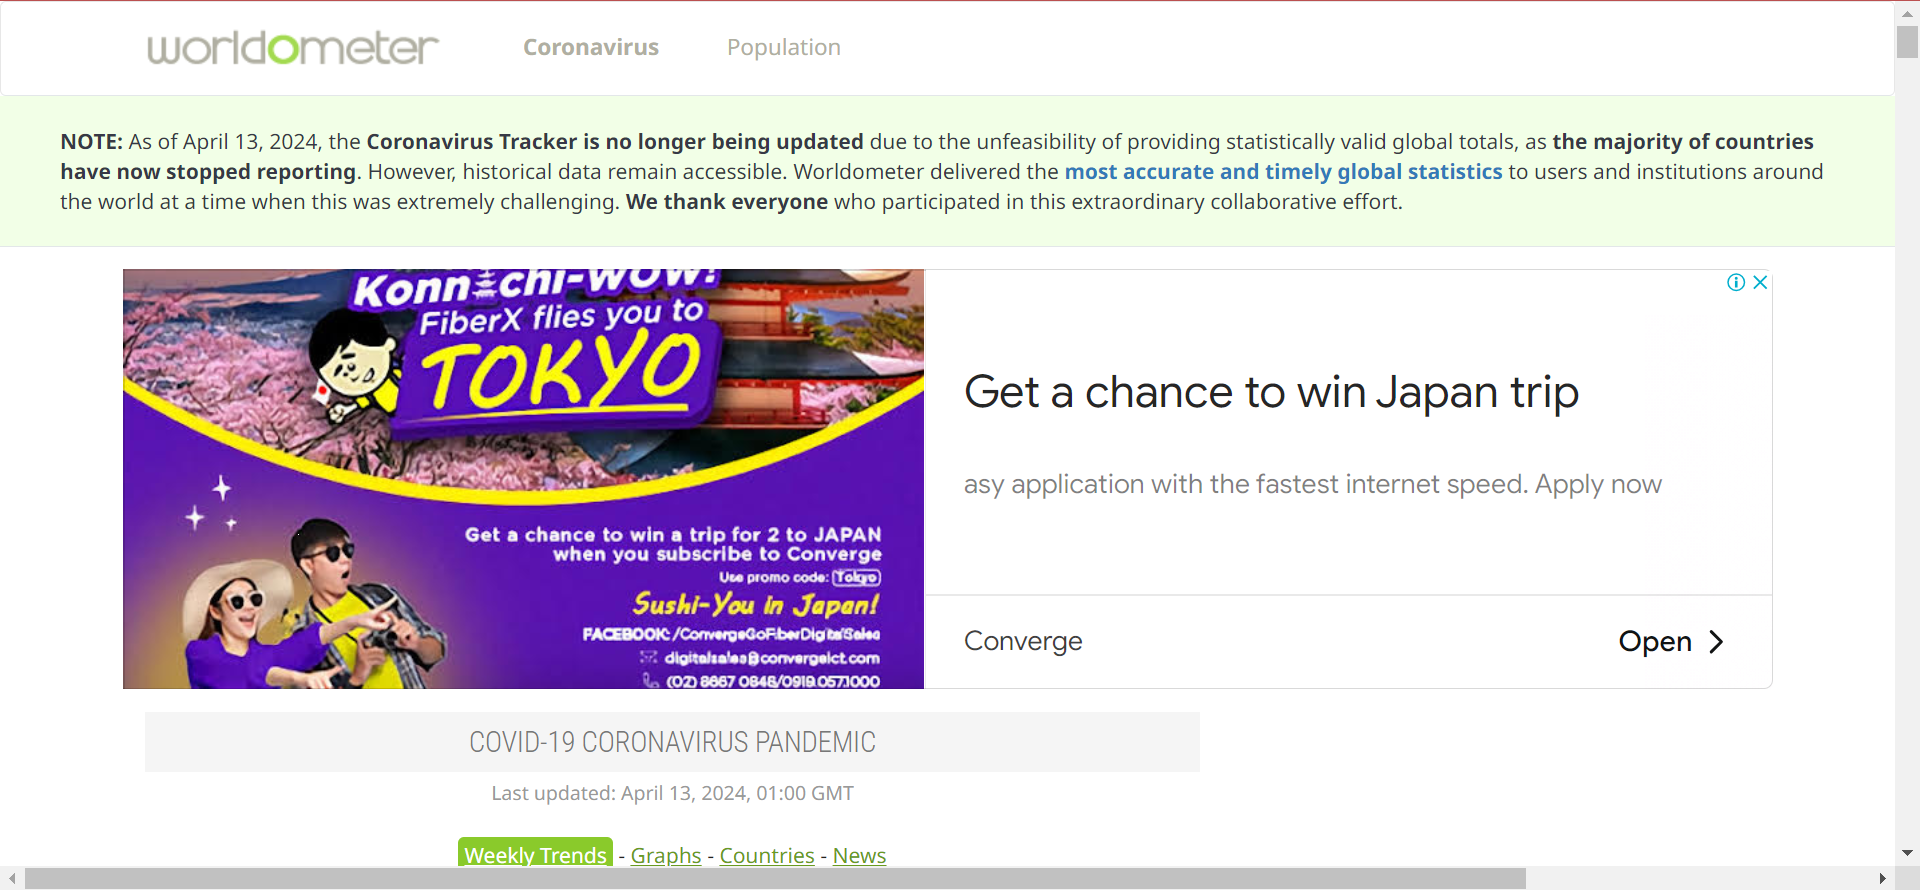 worldometer
Coronavirus
Population
NOTE: As of April 13, 2024, the Coronavirus Tracker is no longer being updated due to the unfeasibility of providing statistically valid global totals, as the majority of countries
have now stopped reporting. However, historical data remain accessible. Worldometer delivered the most accurate and timely global statistics to users and institutions around
the world at a time when this was extremely challenging. We thank everyone who participated in this extraordinary collaborative effort.
Konnichi-wow!
FiberX flies you to
TOKYO
Get a chance to win a trip for 2 to JAPAN
when you subscribe to Converge
Use promo code: Tokyo
Sushi-You in Japan!
FACEBOOK: /ConvergeGoFiberDigitalSales
digitalsales@convergeict.com
(02) 8667 0848/0919.057.1000
Get a chance to win Japan trip
asy application with the fastest internet speed. Apply now
Converge
Open
COVID-19 CORONAVIRUS PANDEMIC
Last updated: April 13, 2024, 01:00 GMT
Weekly Trends - Graphs - Countries - News